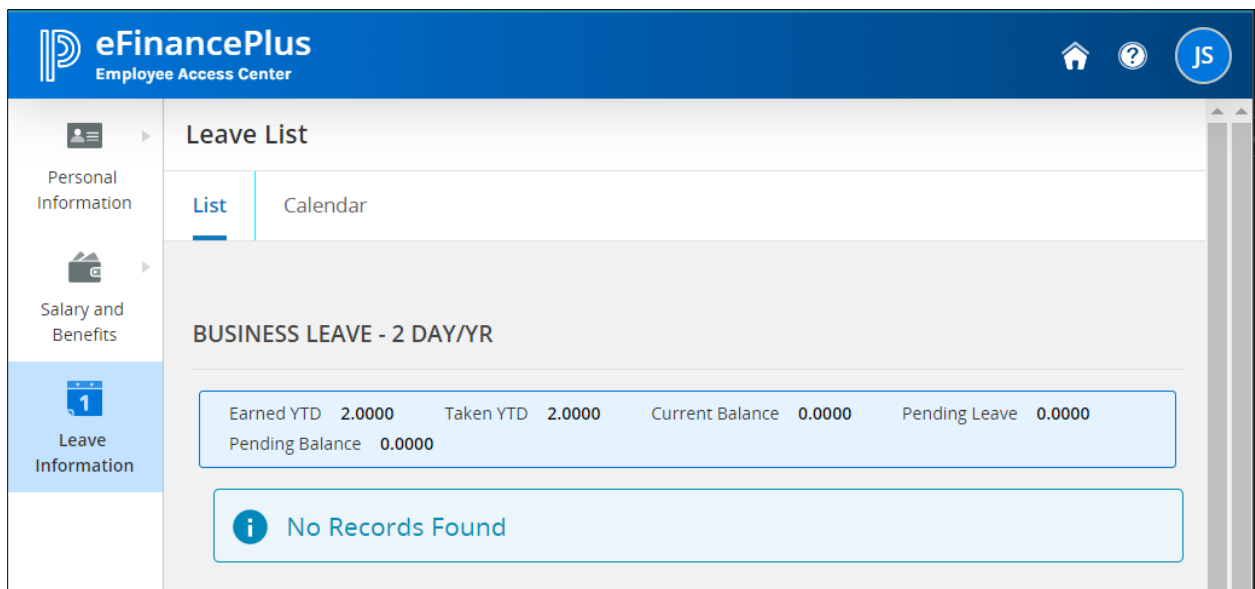 eFinancePlus
Employee Access Center
? JS
Personal
Information
Salary and
Benefits
1
Leave
Information
Leave List
List Calendar
BUSINESS LEAVE - 2 DAY/YR
Earned YTD 2.0000 Taken YTD 2.0000 Current Balance 0.0000 Pending Leave 0.0000
Pending Balance 0.0000
i No Records Found